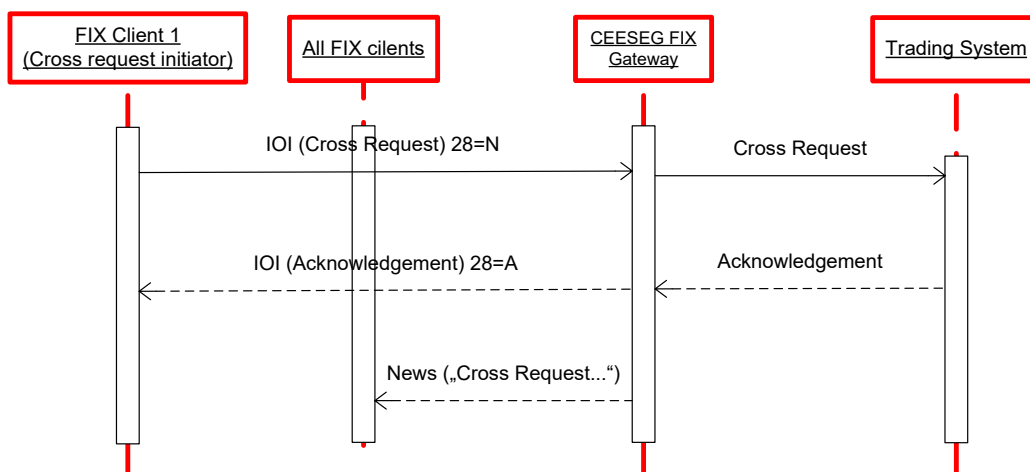 FIX Client 1
(Cross request initiator)
All FIX cilents
CEESEG FIX
Gateway
Trading System
IOI (Cross Request) 28=N
Cross Request
IOI (Acknowledgement) 28=A
Acknowledgement
News („Cross Request...“)